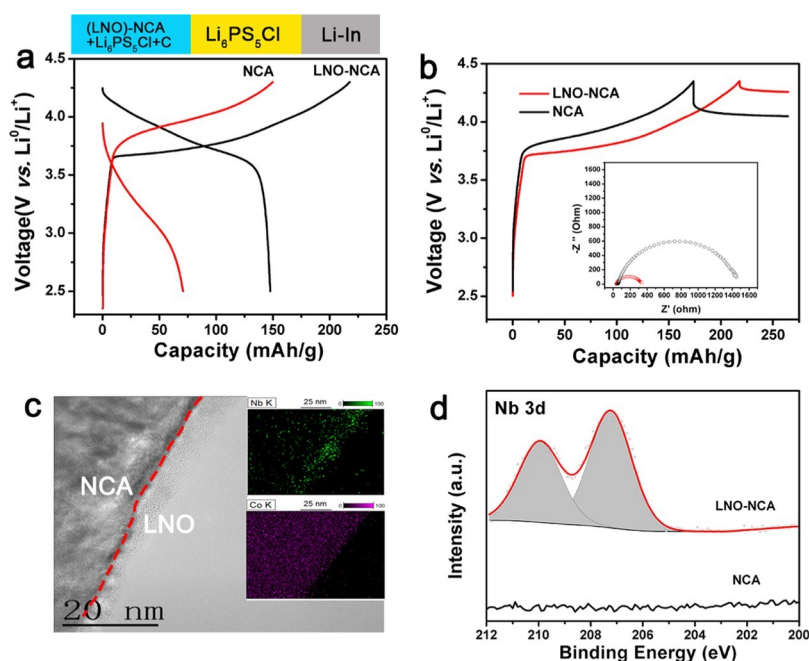 (LNO)-NCA
+Li₆PS₅Cl+C
Li₆PS₅Cl
Li-In
a
NCA
LNO-NCA
4.5
4.0
3.5
3.0
2.5
Voltage(V vs. Li⁰/Li⁺)
0
50
100
150
200
250
Capacity (mAh/g)
b
LNO-NCA
NCA
4.5
4.0
3.5
3.0
2.5
Voltage (V vs. Li⁰/Li⁺)
0
50
100
150
200
250
Capacity (mAh/g)
-Z'' (Ohm)
1600
1400
1200
1000
800
600
400
200
0
0 200 400 600 800 1000 1200 1400 1600
Z' (ohm)
c
NCA
LNO
20 nm
Nb K
25 nm
0
100
Co K
25 nm
0
100
d
Nb 3d
LNO-NCA
NCA
Intensity (a.u.)
212
210
208
206
204
202
200
Binding Energy (eV)